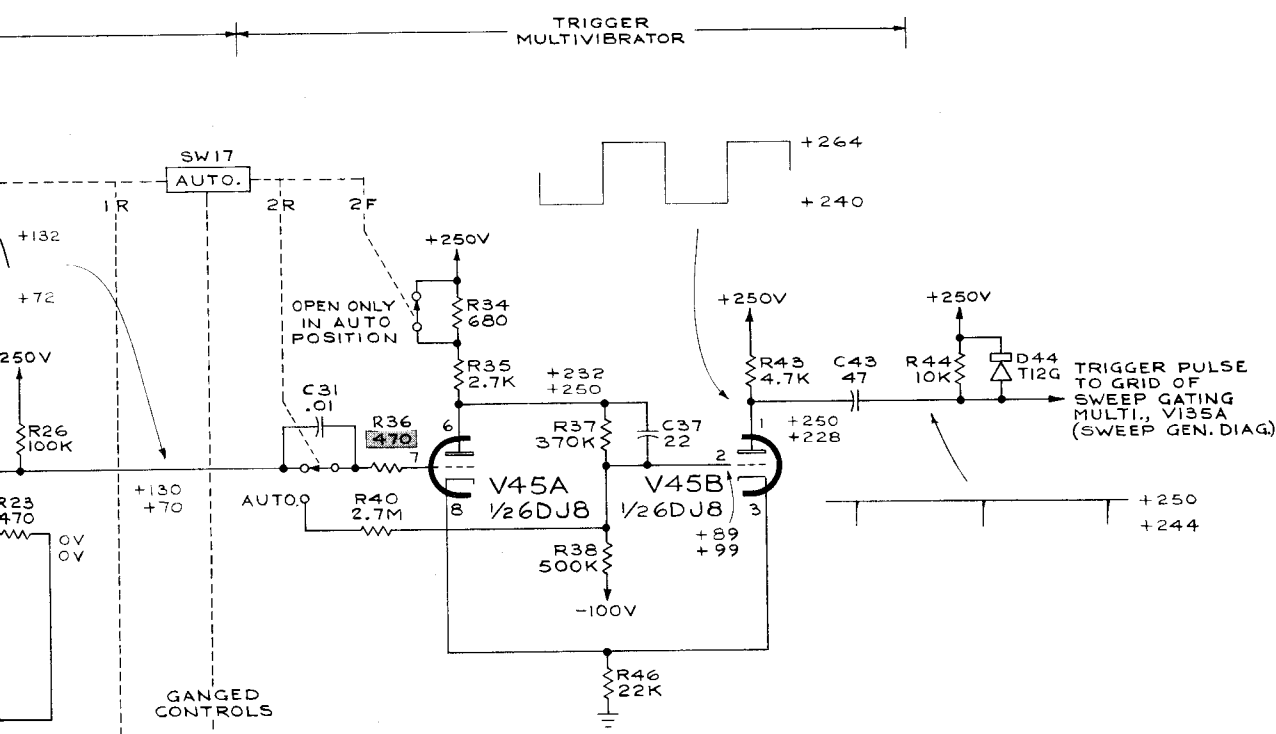 TRIGGER
MULTIVIBRATOR
+264
SW17
AUTO.
+240
1R
2R
2F
+132
+250V
+72
+250V
+250V
OPEN ONLY
IN AUTO
POSITION
R34
680
250V
R35
2.7K
+232
+250
R43
4.7K
C43
47
R44
10K
D44
T12G
TRIGGER PULSE
TO GRID OF
SWEEP GATING
MULTI., V135A
(SWEEP GEN. DIAG.)
C31
.01
R36
470
6
R37
370K
C37
22
1
+250
+228
R26
100K
7
2
+130
+70
AUTO.
R40
2.7M
V45A
1/2 6DJ8
8
V45B
1/2 6DJ8
3
+250
+244
R23
470
0V
0V
R38
500K
+89
+99
-100V
R46
22K
GANGED
CONTROLS